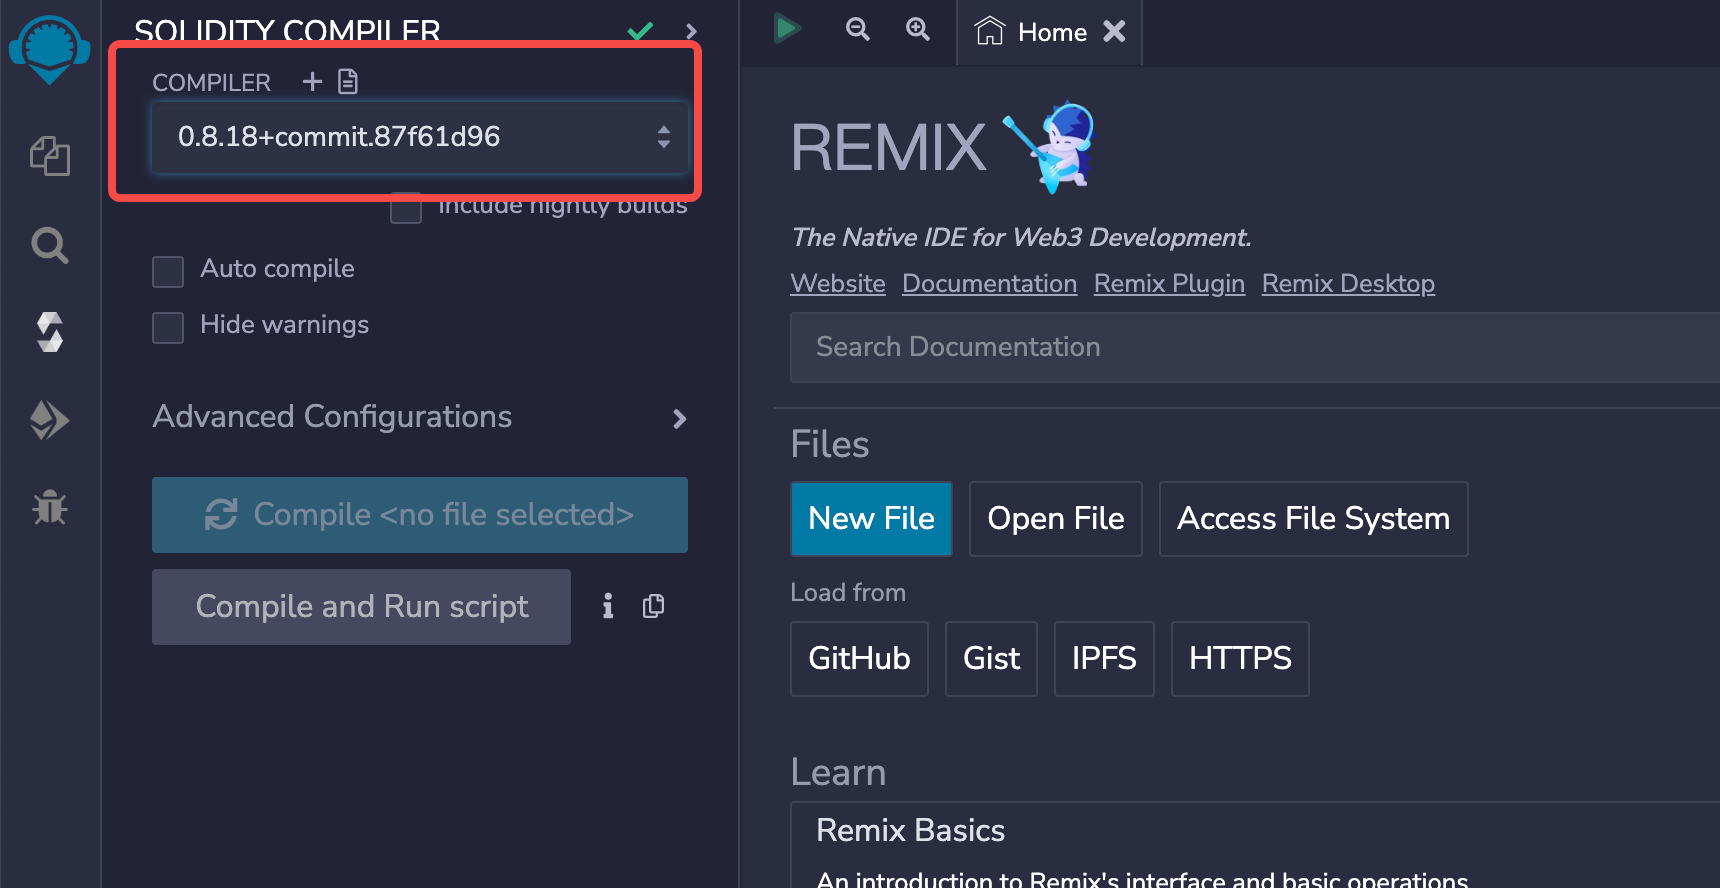 SOLIDITY COMPILER
COMPILER
0.8.18+commit.87f61d96
Include nightly builds
Auto compile
Hide warnings
Advanced Configurations
Compile <no file selected>
Compile and Run script
Home
REMIX
The Native IDE for Web3 Development.
Website Documentation Remix Plugin Remix Desktop
Search Documentation
Files
New File Open File Access File System
Load from
GitHub Gist IPFS HTTPS
Learn
Remix Basics
An introduction to Remix's interface and basic operations